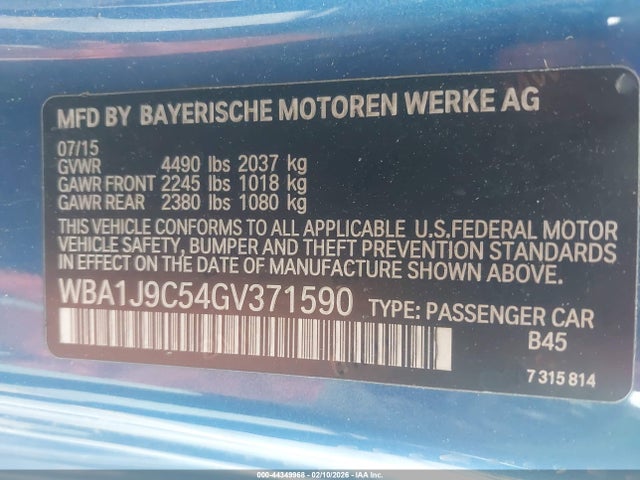 MFD BY BAYERISCHE MOTOREN WERKE AG
07/15
GVWR 4490 lbs 2037 kg
GAWR FRONT 2245 lbs 1018 kg
GAWR REAR 2380 lbs 1080 kg
THIS VEHICLE CONFORMS TO ALL APPLICABLE U.S.FEDERAL MOTOR
VEHICLE SAFETY, BUMPER AND THEFT PREVENTION STANDARDS
IN EFFECT ON THE DATE OF MANUFACTURE SHOWN ABOVE.
WBA1J9C54GV371590 TYPE: PASSENGER CAR
B45
7 315 814
000-44349968 - 02/10/2026 - IAAI.COM